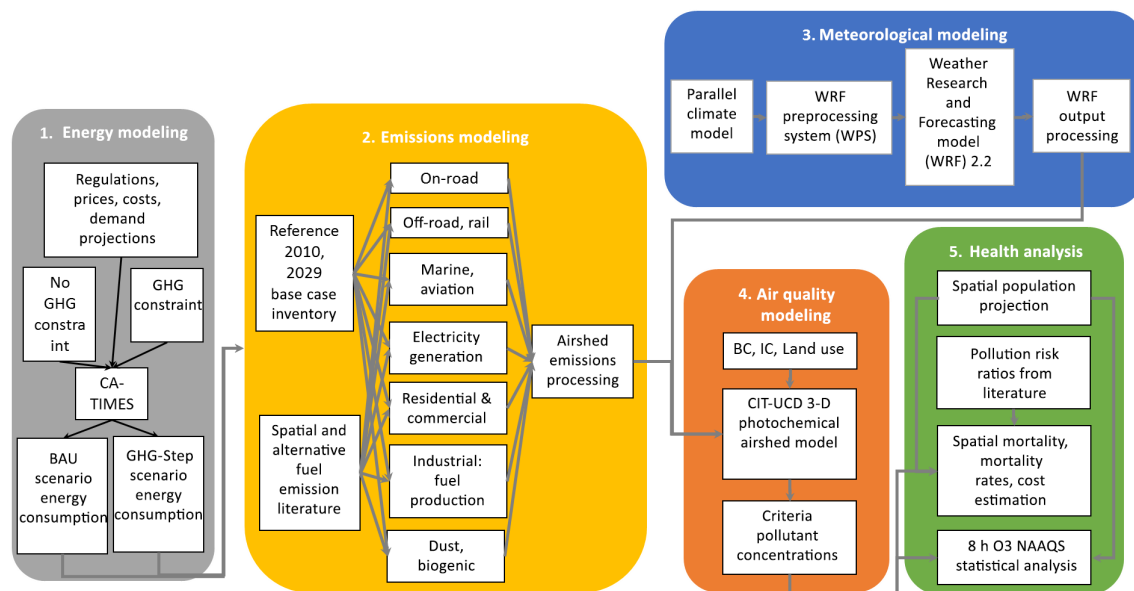 1. Energy modeling
Regulations,
prices, costs,
demand
projections
No
GHG
constra
int
GHG
constraint
CA-
TIMES
BAU
scenario
energy
consumption
GHG-Step
scenario
energy
consumption
2. Emissions modeling
Reference
2010,
2029
base case
inventory
Spatial and
alternative
fuel
emission
literature
On-road
Off-road, rail
Marine,
aviation
Electricity
generation
Residential &
commercial
Industrial:
fuel
production
Dust,
biogenic
Airshed
emissions
processing
3. Meteorological modeling
Parallel
climate
model
WRF
preprocessing
system (WPS)
Weather
Research
and
Forecasting
model
(WRF) 2.2
WRF
output
processing
4. Air quality
modeling
BC, IC, Land use
CIT-UCD 3-D
photochemical
airshed model
Criteria
pollutant
concentrations
5. Health analysis
Spatial population
projection
Pollution risk
ratios from
literature
Spatial mortality,
mortality
rates, cost
estimation
8 h O3 NAAQS
statistical analysis